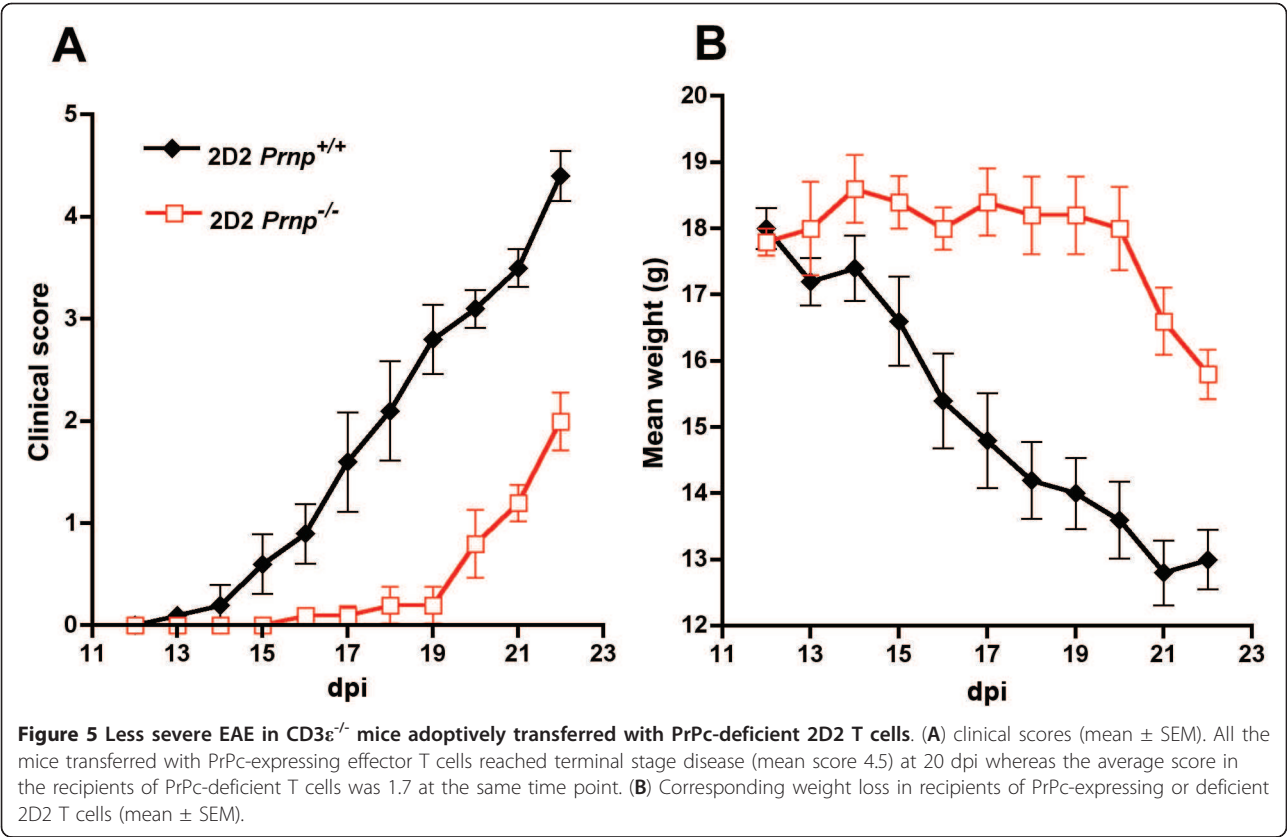 A
5
4
3
2
1
0
Clinical score
2D2 Prnp+/+
2D2 Prnp-/-
11 13 15 17 19 21 23
dpi
B
20
19
18
17
16
15
14
13
12
Mean weight (g)
11 13 15 17 19 21 23
dpi
Figure 5 Less severe EAE in CD3ε-/- mice adoptively transferred with PrPc-deficient 2D2 T cells. (A) clinical scores (mean ± SEM). All the
mice transferred with PrPc-expressing effector T cells reached terminal stage disease (mean score 4.5) at 20 dpi whereas the average score in
the recipients of PrPc-deficient T cells was 1.7 at the same time point. (B) Corresponding weight loss in recipients of PrPc-expressing or deficient
2D2 T cells (mean ± SEM).